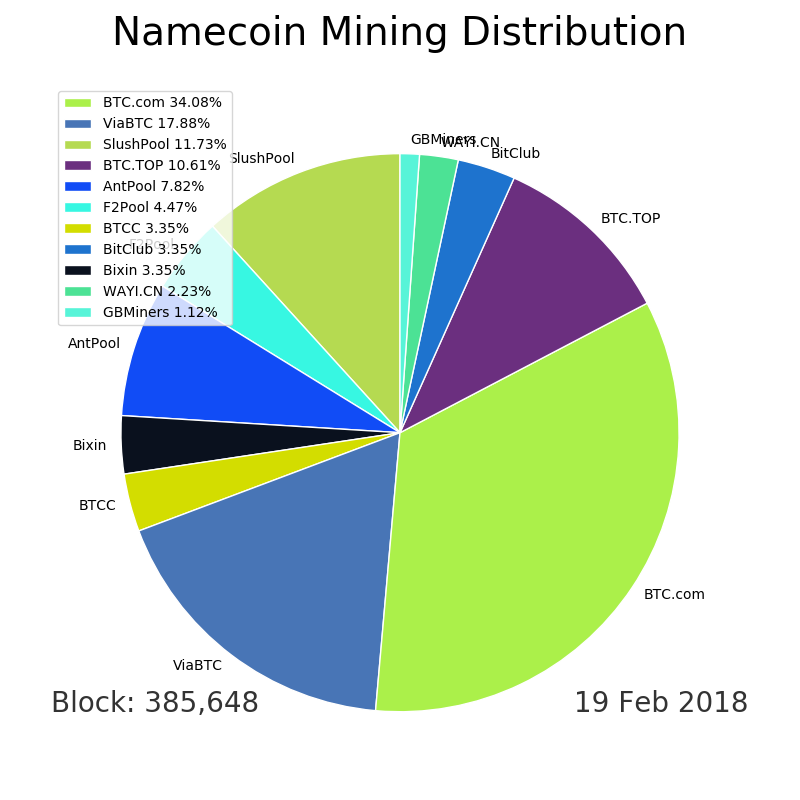 Namecoin Mining Distribution
BTC.com 34.08%
ViaBTC 17.88%
SlushPool 11.73%
BTC.TOP 10.61%
AntPool 7.82%
F2Pool 4.47%
BTCC 3.35%
BitClub 3.35%
Bixin 3.35%
WAYI.CN 2.23%
GBMiners 1.12%
GBMiners
WAYI.CN
BitClub
SlushPool
BTC.TOP
F2Pool
AntPool
Bixin
BTCC
BTC.com
ViaBTC
Block: 385,648
19 Feb 2018